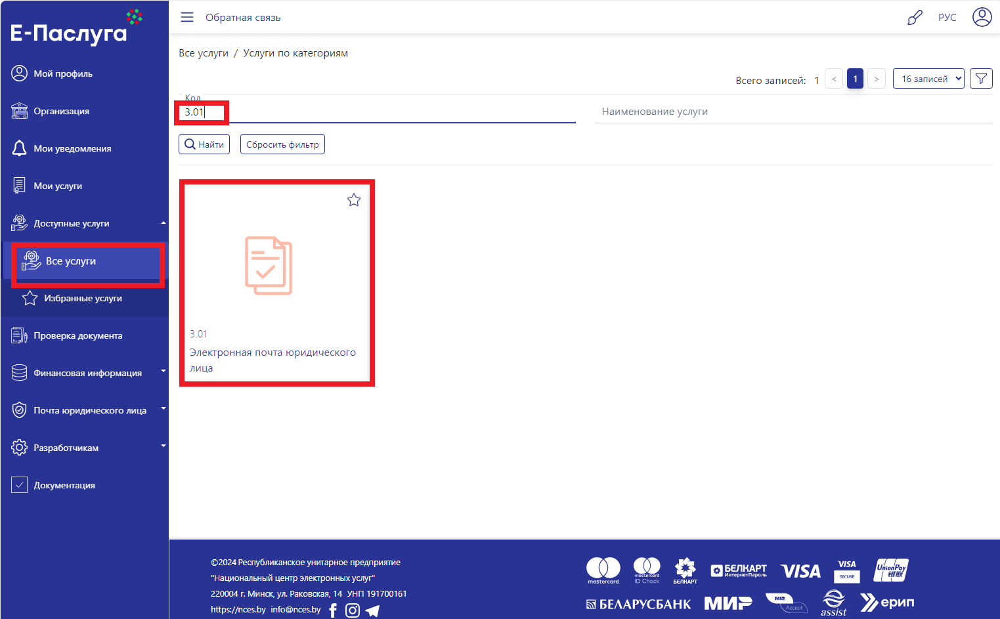 Е-Паслуга
Мой профиль
Организация
Мои уведомления
Мои услуги
Доступные услуги
Все услуги
Избранные услуги
Проверка документа
Финансовая информация
Почта юридического лица
Разработчикам
Документация
Обратная связь
РУС
Все услуги / Услуги по категориям
Всего записей: 1 < 1 > 16 записей
Код
3.01
Наименование услуги
Найти Сбросить фильтр
3.01
Электронная почта юридического
лица
©2024 Республиканское унитарное предприятие
"Национальный центр электронных услуг"
220004 г. Минск, ул. Раковская, 14 УНП 191700161
https://nces.by info@nces.by
mastercard.
mastercard.
ID Check
БЕЛКАРТ
БЕЛКАРТ
ИнтернетПароль
VISA
VISA
SECURE
UnionPay
银联
БЕЛАРУСБАНК
МИР
MIR
Accept
assist
ерип